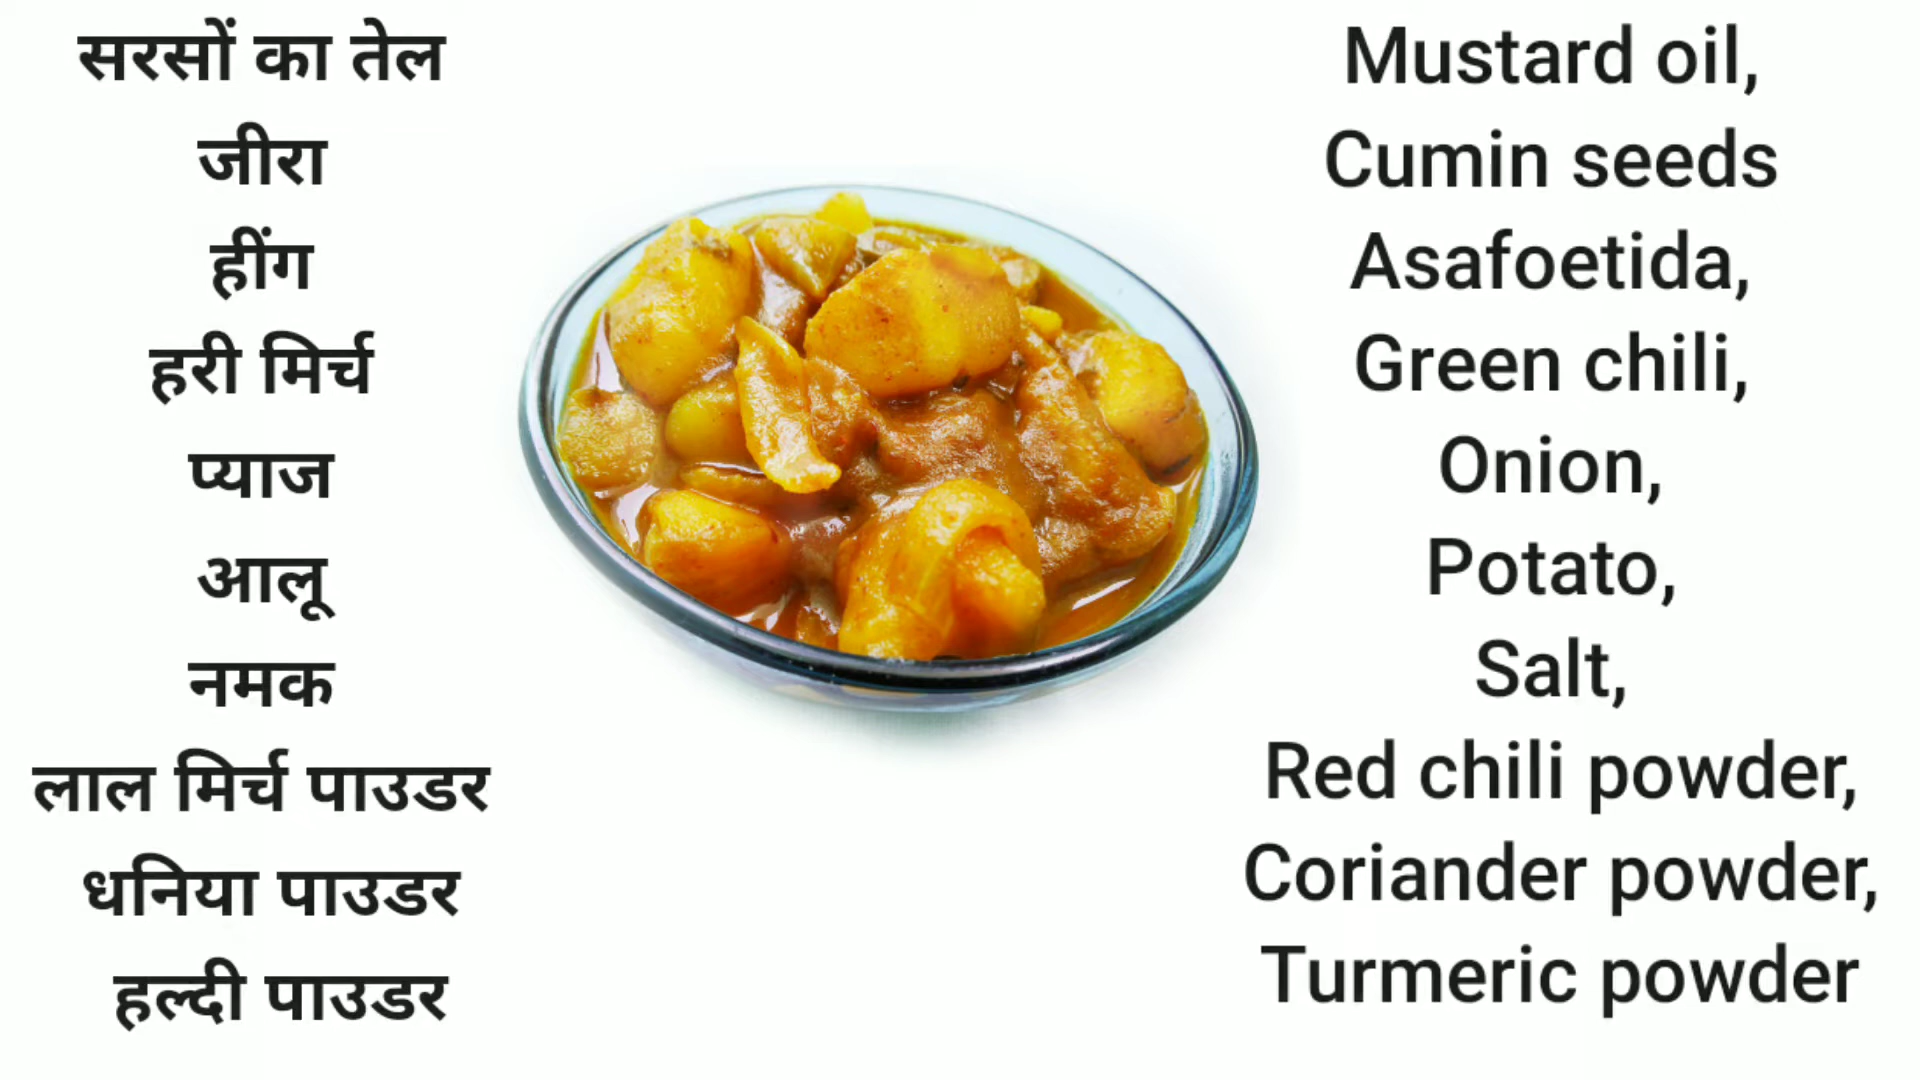 सरसों का तेल
जीरा
हींग
हरी मिर्च
प्याज
आलू
नमक
लाल मिर्च पाउडर
धनिया पाउडर
हल्दी पाउडर
Mustard oil,
Cumin seeds
Asafoetida,
Green chili,
Onion,
Potato,
Salt,
Red chili powder,
Coriander powder,
Turmeric powder